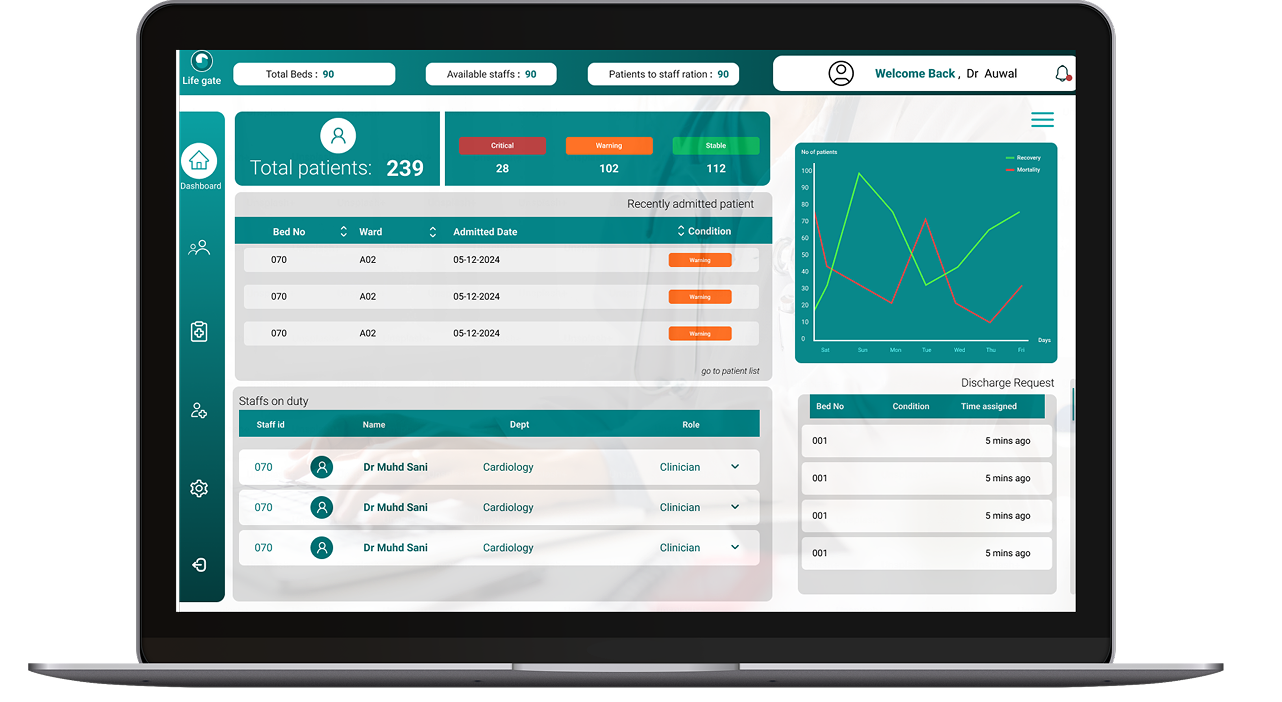 Life gate
Total Beds : 90
Available staffs : 90
Patients to staff ration : 90
Welcome Back , Dr Auwal
Dashboard
Total patients: 239
Critical Warning Stable
28 102 112
Recently admitted patient
Bed No Ward Admitted Date Condition
070 A02 05-12-2024 Warning
070 A02 05-12-2024 Warning
070 A02 05-12-2024 Warning
go to patient list
Staffs on duty
Staff id Name Dept Role
070 Dr Muhd Sani Cardiology Clinician
070 Dr Muhd Sani Cardiology Clinician
070 Dr Muhd Sani Cardiology Clinician
No of patients
Recovery
Mortality
100
90
80
70
60
50
40
30
20
10
0
Days
Sat Sun Mon Tue Wed Thu Fri
Discharge Request
Bed No Condition Time assigned
001 5 mins ago
001 5 mins ago
001 5 mins ago
001 5 mins ago